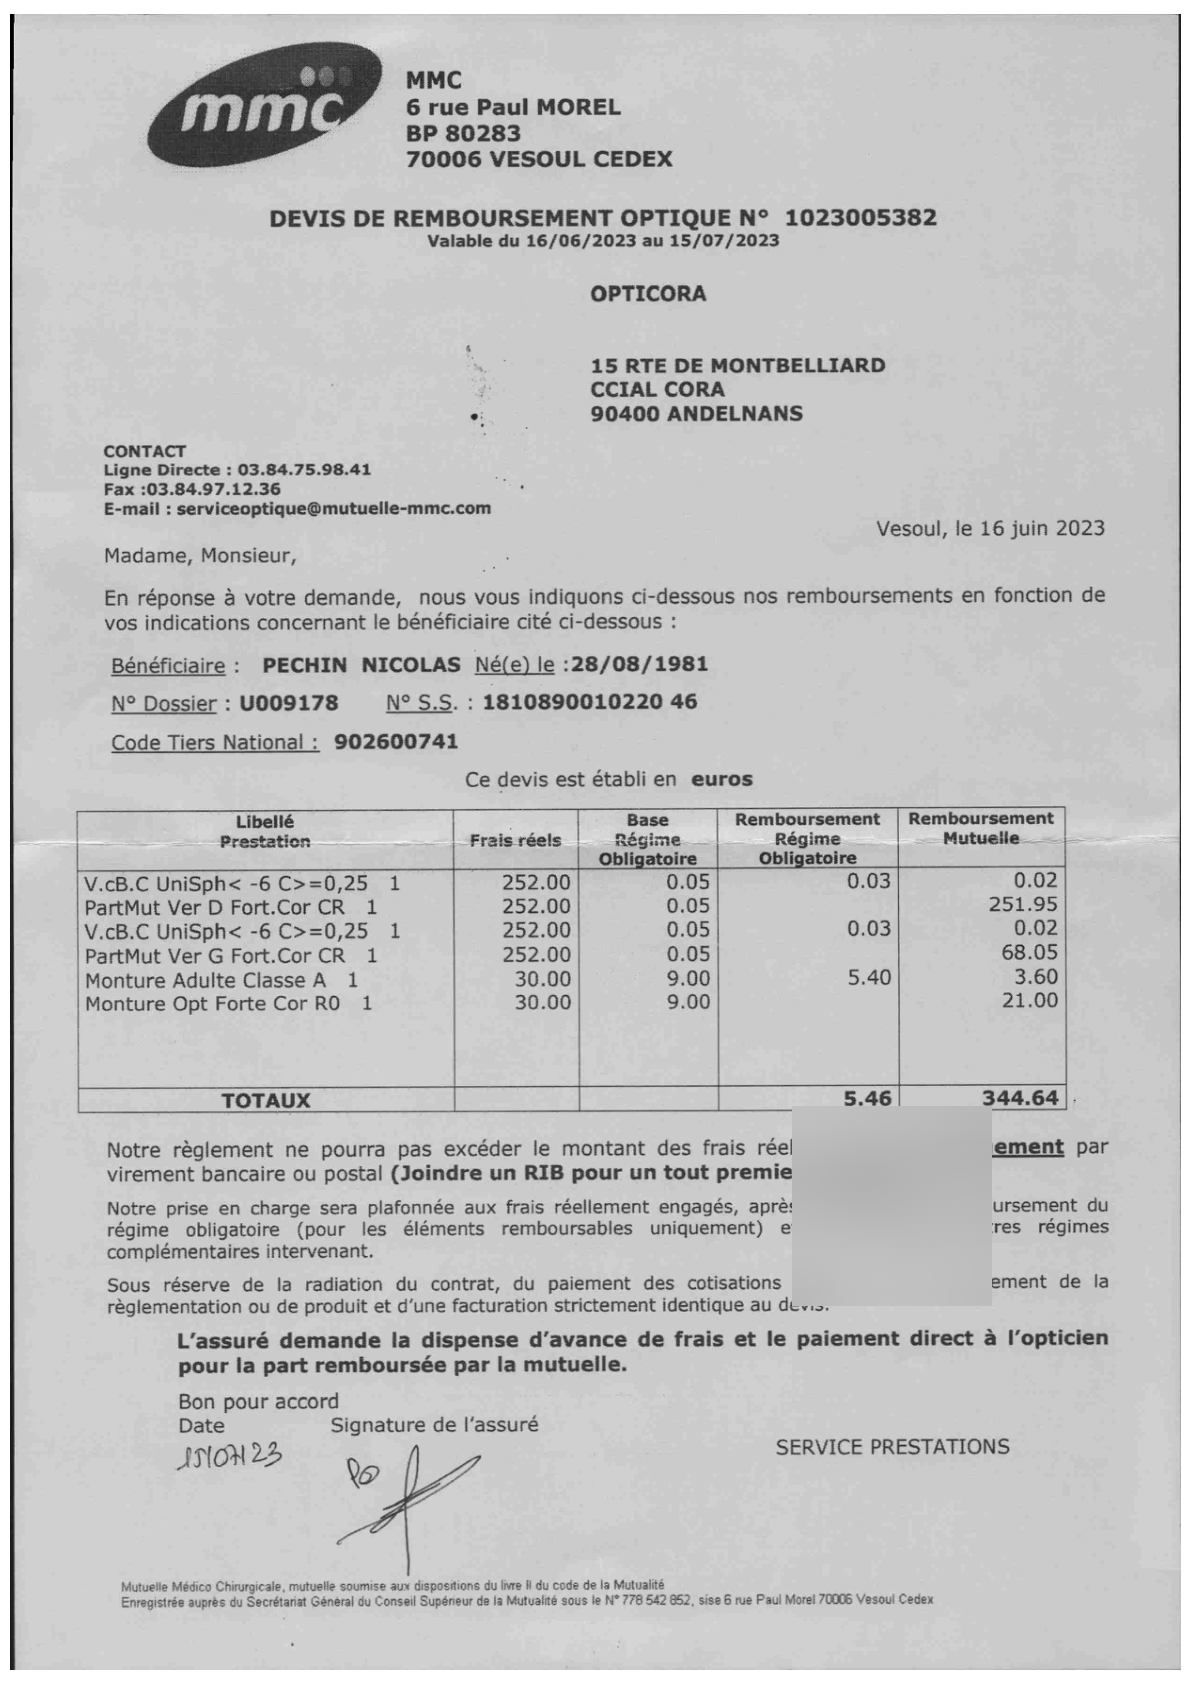 mmc
MMC
6 rue Paul MOREL
BP 80283
70006 VESOUL CEDEX
DEVIS DE REMBOURSEMENT OPTIQUE N° 1023005382
Valable du 16/06/2023 au 15/07/2023
OPTICORA
15 RTE DE MONTBELLIARD
CCIAL CORA
90400 ANDELNANS
CONTACT
Ligne Directe : 03.84.75.98.41
Fax :03.84.97.12.36
E-mail : serviceoptique@mutuelle-mmc.com
Vesoul, le 16 juin 2023
Madame, Monsieur,
En réponse à votre demande, nous vous indiquons ci-dessous nos remboursements en fonction de
vos indications concernant le bénéficiaire cité ci-dessous :
Bénéficiaire : PECHIN NICOLAS Né(e) le :28/08/1981
N° Dossier : U009178 N° S.S. : 1810890010220 46
Code Tiers National : 902600741
Ce devis est établi en euros
Libellé Prestation Frais réels Base Régime Obligatoire Remboursement Régime Obligatoire Remboursement Mutuelle
V.cB.C UniSph< -6 C>=0,25 1 252.00 0.05 0.03 0.02
PartMut Ver D Fort.Cor CR 1 252.00 0.05 251.95
V.cB.C UniSph< -6 C>=0,25 1 252.00 0.05 0.03 0.02
PartMut Ver G Fort.Cor CR 1 252.00 0.05 68.05
Monture Adulte Classe A 1 30.00 9.00 5.40 3.60
Monture Opt Forte Cor R0 1 30.00 9.00 21.00
TOTAUX 5.46 344.64
Notre règlement ne pourra pas excéder le montant des frais par
virement bancaire ou postal (Joindre un RIB pour un tout
Notre prise en charge sera plafonnée aux frais réellement engagés, du
régime obligatoire (pour les éléments remboursables uniquement) régimes
complémentaires intervenant.
Sous réserve de la radiation du contrat, du paiement des cotisations de la
règlementation ou de produit et d'une facturation strictement identique au devis.
L'assuré demande la dispense d'avance de frais et le paiement direct à l'opticien
pour la part remboursée par la mutuelle.
Bon pour accord
Date Signature de l'assuré
15/07/23
PO
SERVICE PRESTATIONS
Mutuelle Médico Chirurgicale, mutuelle soumise aux dispositions du livre II du code de la Mutualité
Enregistrée auprès du Secrétariat Général du Conseil Supérieur de la Mutualité sous le N° 778 542 852, sise 6 rue Paul Morel 70006 Vesoul Cedex